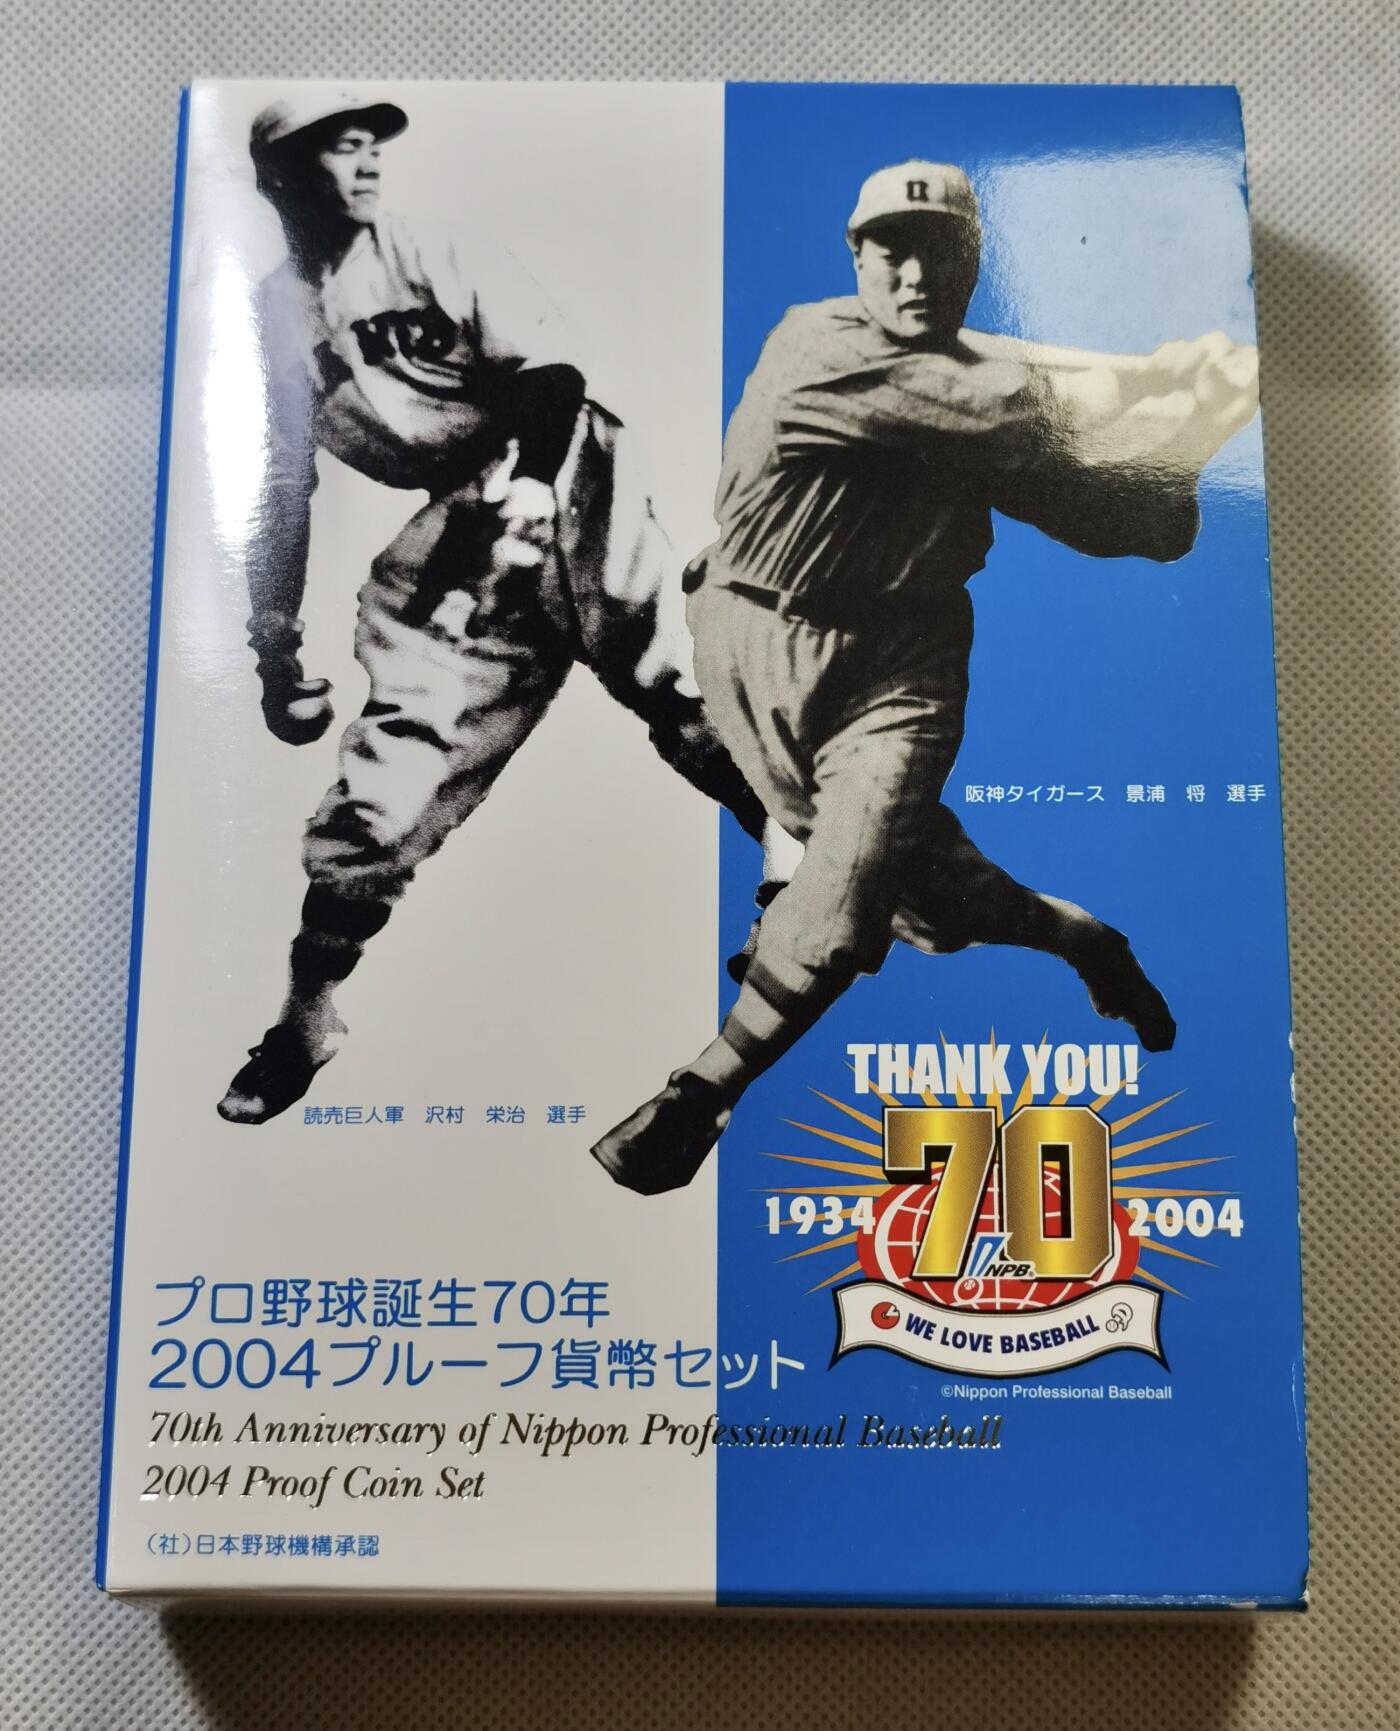 阪神タイガース 景浦 将 選手
読売巨人軍 沢村 栄治 選手
THANK YOU!
70
1934 2004
NPB
WE LOVE BASEBALL
©Nippon Professional Baseball
プロ野球誕生70年
2004プルーフ貨幣セット
70th Anniversary of Nippon Professional Baseball
2004 Proof Coin Set
(社)日本野球機構承認